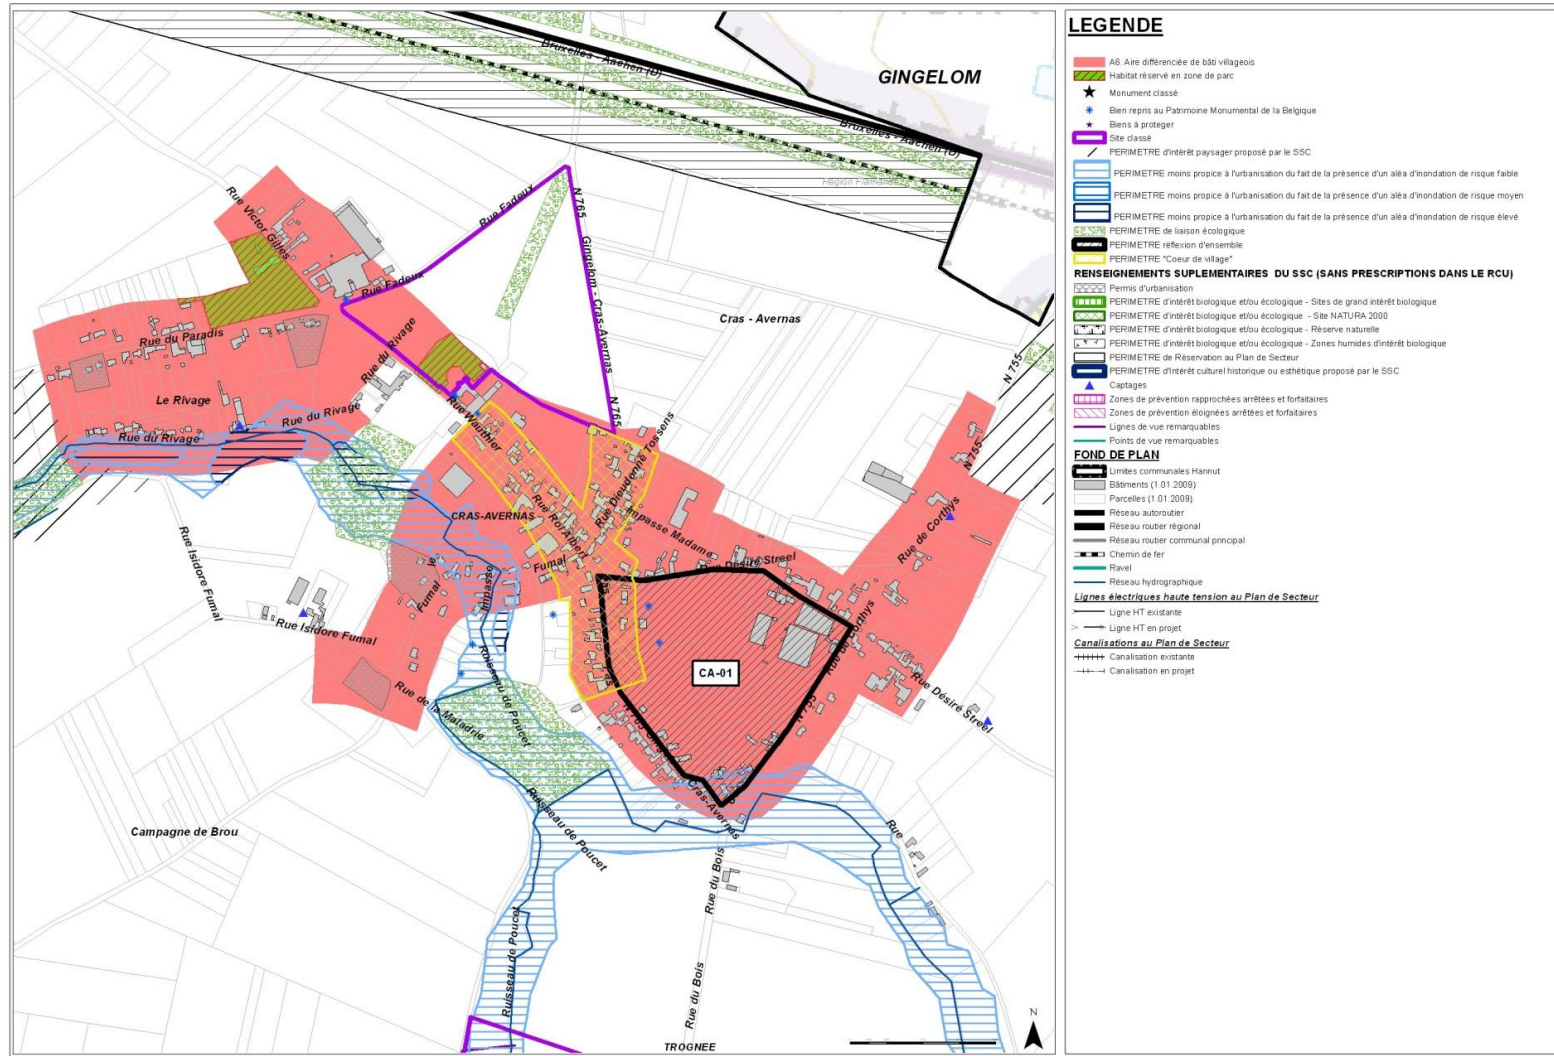 GINGELOM
Bruxelles - Aachen (D)
Bruxelles - Aachen (D)
Région Flamande
Rue Victor Gilles
Rue Fadeux
N 765
Gingelom - Cras-Avernas
Rue Fadeux
Cras - Avernas
Rue du Paradis
Rue du Rivage
N 755
Le Rivage
Rue du Rivage
Rue Wauthier
N 765
Rue du Rivage
Rue Dieudonné Tossens
N 755
CRAS-AVERNAS
Rue Roi Albert
Impasse Madame
Rue de Corthys
Rue Isidore Fumal
Fumal
Rue Désiré Streel
Impasse
Fumal
Rue Isidore Fumal
Rue de Corthys
Ruisseau de Poucet
CA-01
Rue Désiré Streel
Rue de la Maladrie
N 755
Cras-Avernas
Ruisseau de Poucet
Campagne de Brou
Rue
Rue du Bois
Ruisseau de Poucet
Rue du Bois
TROGNEE
N
LEGENDE
A6. Aire différenciée de bâti villageois
Habitat réservé en zone de parc
Monument classé
Bien repris au Patrimoine Monumental de la Belgique
Biens à proteger
Site classé
PERIMETRE d'intérêt paysager proposé par le SSC
PERIMETRE moins propice à l'urbanisation du fait de la présence d'un aléa d'inondation de risque faible
PERIMETRE moins propice à l'urbanisation du fait de la présence d'un aléa d'inondation de risque moyen
PERIMETRE moins propice à l'urbanisation du fait de la présence d'un aléa d'inondation de risque élevé
PERIMETRE de liaison écologique
PERIMETRE réflexion d'ensemble
PERIMETRE "Coeur de village"
RENSEIGNEMENTS SUPLEMENTAIRES DU SSC (SANS PRESCRIPTIONS DANS LE RCU)
Permis d'urbanisation
PERIMETRE d'intérêt biologique et/ou écologique - Sites de grand intérêt biologique
PERIMETRE d'intérêt biologique et/ou écologique - Site NATURA 2000
PERIMETRE d'intérêt biologique et/ou écologique - Réserve naturelle
PERIMETRE d'intérêt biologique et/ou écologique - Zones humides d'intérêt biologique
PERIMETRE de Réservation au Plan de Secteur
PERIMETRE d'Intérêt culturel historique ou esthétique proposé par le SSC
Captages
Zones de prévention rapprochées arrêtées et forfaitaires
Zones de prévention éloignées arrêtées et forfaitaires
Lignes de vue remarquables
Points de vue remarquables
FOND DE PLAN
Limites communales Hannut
Bâtiments (1.01.2009)
Parcelles (1.01.2009)
Réseau autoroutier
Réseau routier régional
Réseau routier communal principal
Chemin de fer
Ravel
Réseau hydrographique
Lignes électriques haute tension au Plan de Secteur
Ligne HT existante
Ligne HT en projet
Canalisations au Plan de Secteur
Canalisation existante
Canalisation en projet